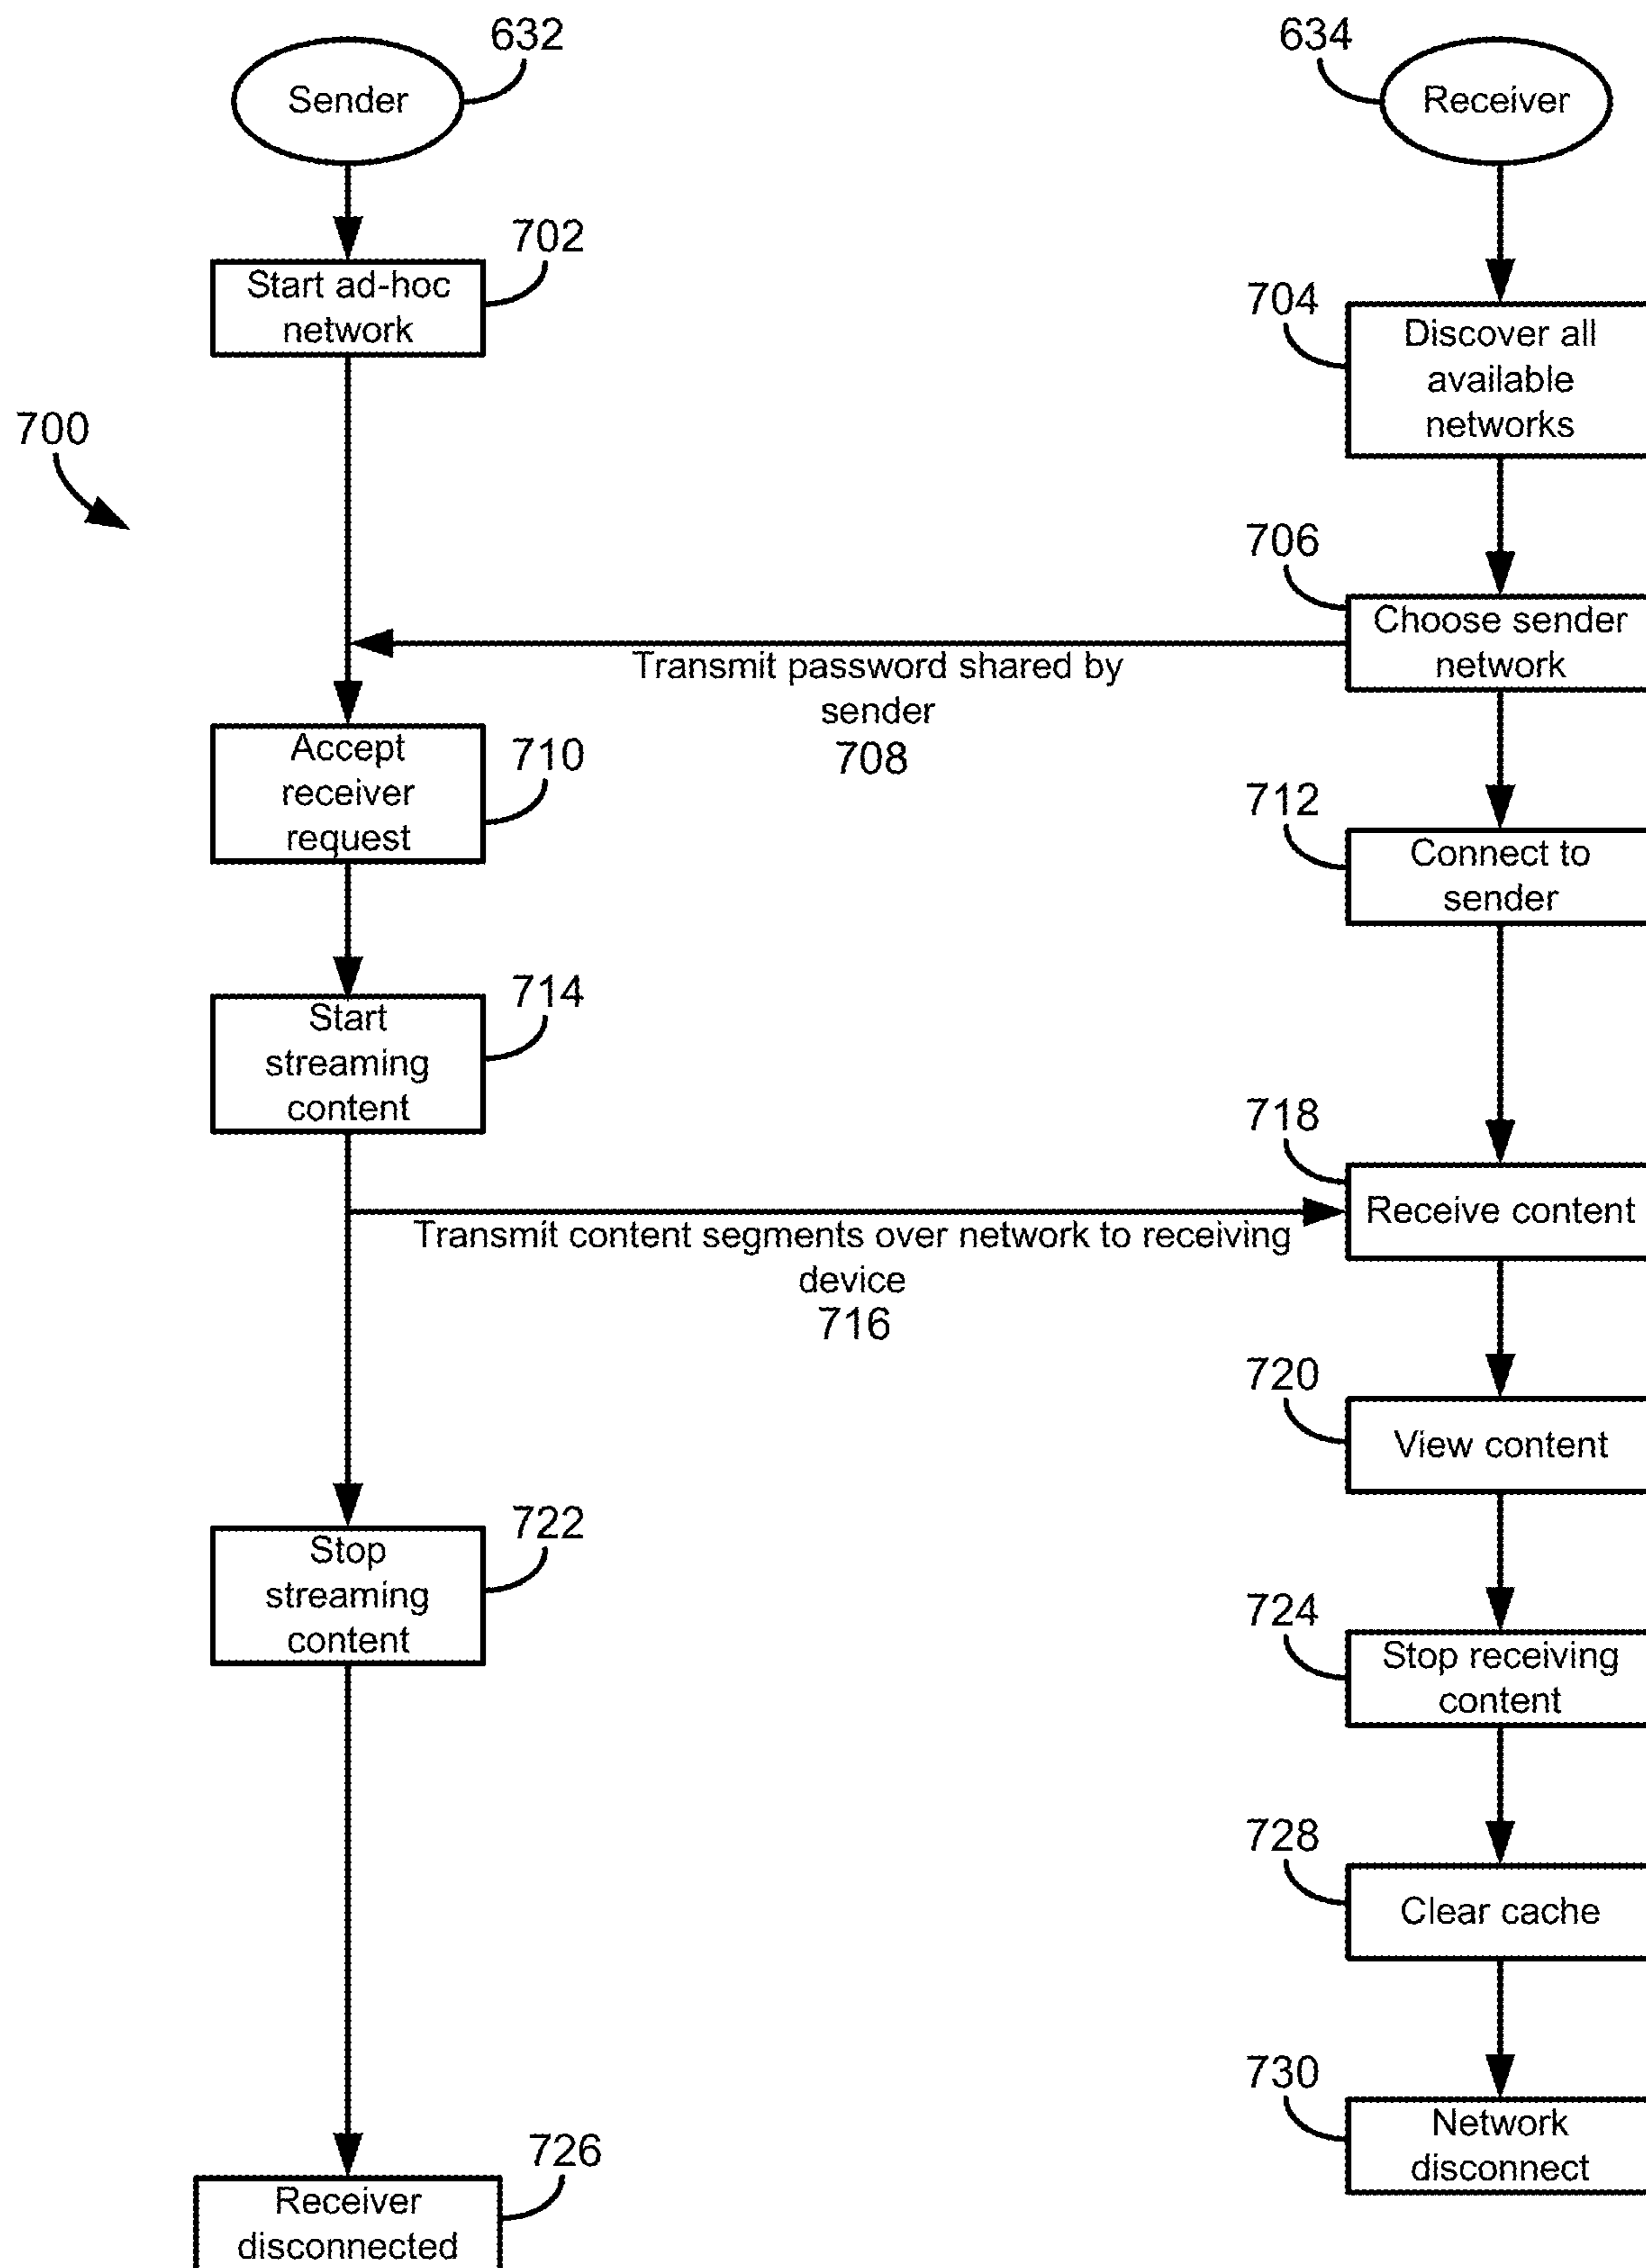 632
Sender
634
Receiver
702
Start ad-hoc
network
704
Discover all
available
networks
700
706
Choose sender
network
Transmit password shared by
sender
708
Accept
receiver
request
710
712
Connect to
sender
714
Start
streaming
content
718
Receive content
Transmit content segments over network to receiving
device
716
720
View content
722
Stop
streaming
content
724
Stop receiving
content
728
Clear cache
730
Network
disconnect
726
Receiver
disconnected